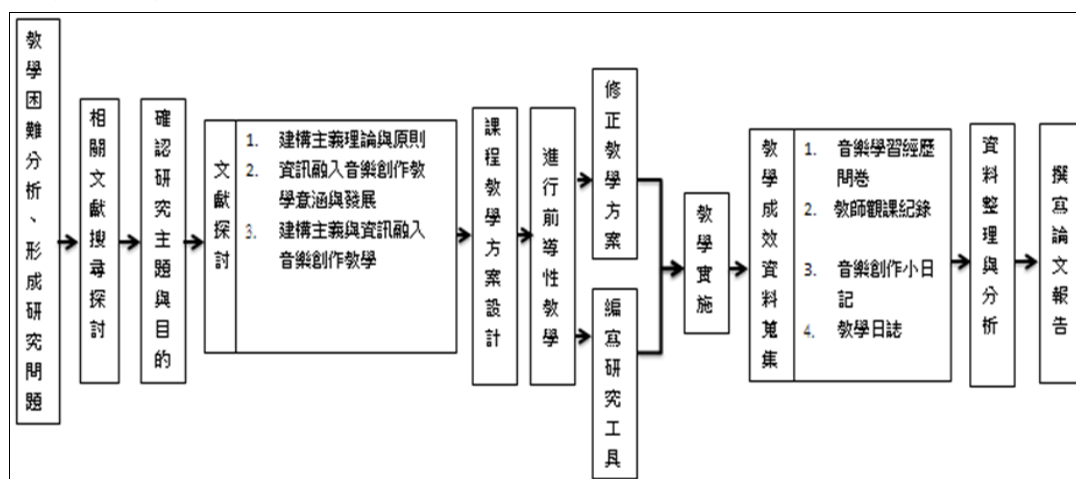 教學困難分析、形成研究問題
相關文獻搜尋探討
確認研究主題與目的
文獻探討
1. 建構主義理論與原則
2. 資訊融入音樂創作教
學意涵與發展
3. 建構主義與資訊融入
音樂創作教學
課程教學方案設計
進行前導性教學
修正教學方案
編寫研究工具
教學實施
教學成效資料蒐集
1. 音樂學習經歷
問卷
2. 教師觀課紀錄
3. 音樂創作小日
記
4. 教學日誌
資料整理與分析
撰寫論文報告